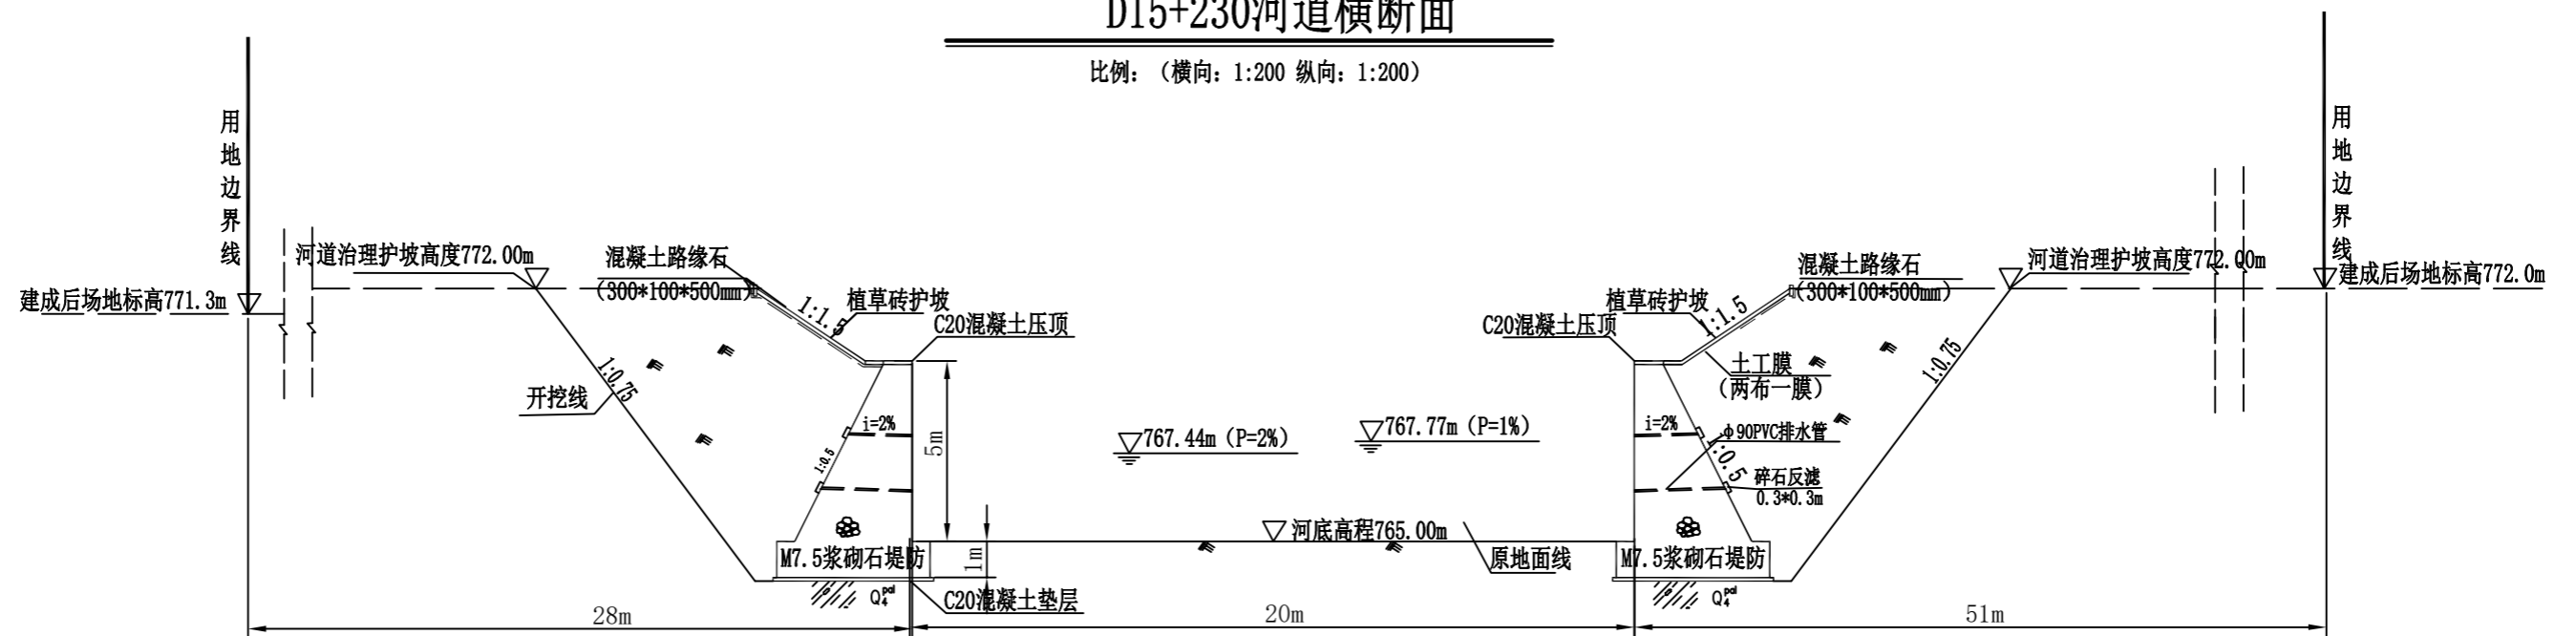 D15+230河道横断面
比例：（横向：1:200 纵向：1:200）
用地边界线
用地边界线
河道治理护坡高度772.00m
混凝土路缘石
（300*100*500mm）
建成后场地标高771.3m
1:1.5
植草砖护坡
C20混凝土压顶
植草砖护坡
C20混凝土压顶
1:1.5
混凝土路缘石
（300*100*500mm）
河道治理护坡高度772.00m
建成后场地标高772.0m
土工膜
（两布一膜）
1:0.75
开挖线
1:0.75
i=2%
1:0.5
5m
767.44m（P=2%）
767.77m（P=1%）
i=2%
φ90PVC排水管
1:0.5
碎石反滤
0.3*0.3m
河底高程765.00m
原地面线
M7.5浆砌石堤防
1m
M7.5浆砌石堤防
Q4pal
C20混凝土垫层
Q4pal
28m
20m
51m